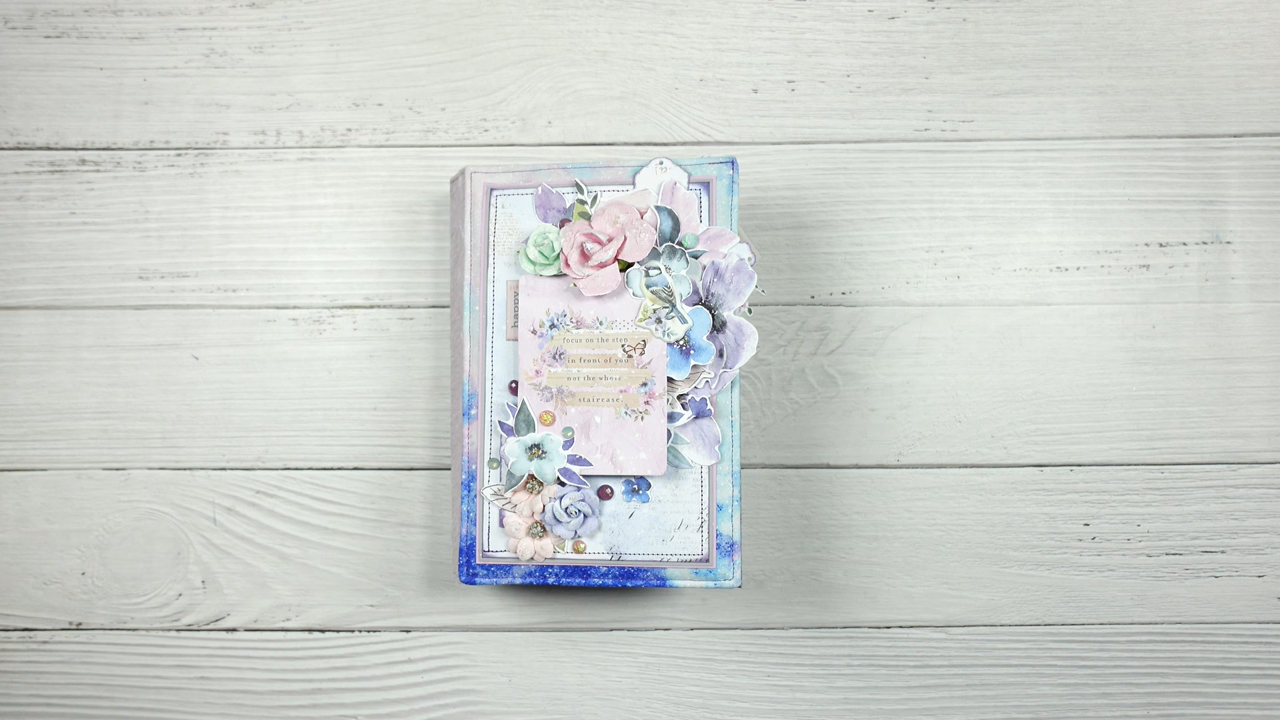 happy
focus on the step
in front of you
not the whole
staircase.